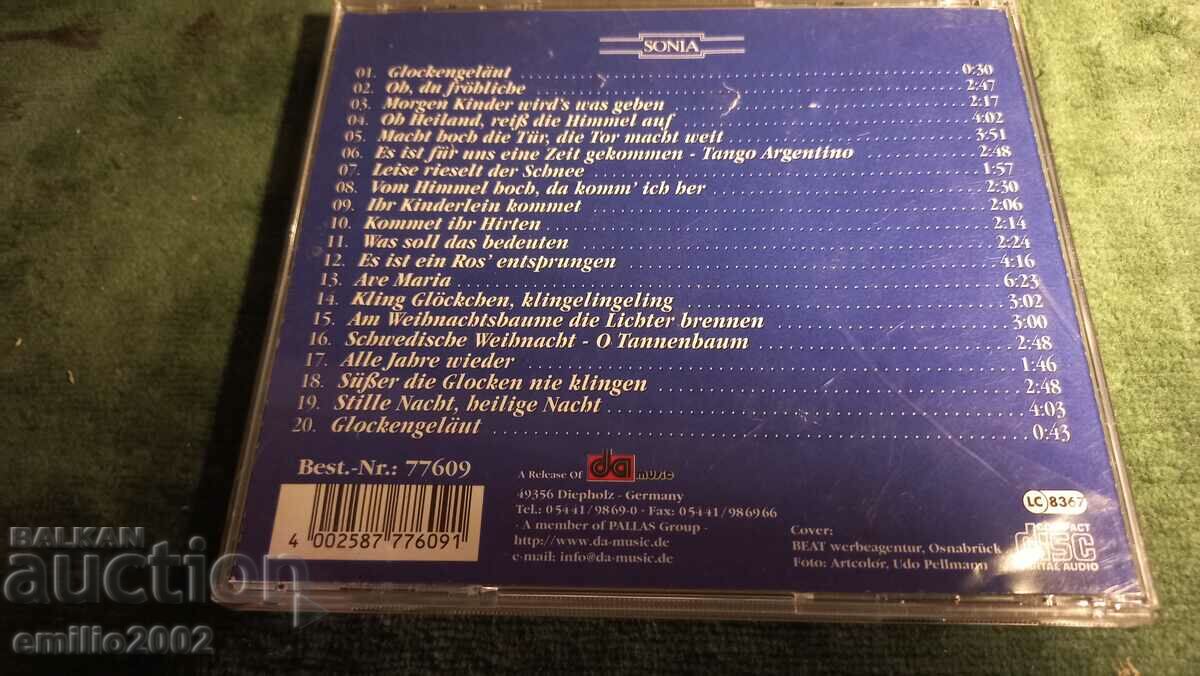 SONIA
01. Glockengeläut 0:30
02. Oh, du fröhliche 2:47
03. Morgen Kinder wird's was geben 2:17
04. Oh Heiland, reiß die Himmel auf 4:02
05. Macht hoch die Tür, die Tor macht weit 3:51
06. Es ist für uns eine Zeit gekommen - Tango Argentino 2:48
07. Leise rieselt der Schnee 1:57
08. Vom Himmel hoch, da komm' ich her 2:30
09. Ihr Kinderlein kommet 2:06
10. Kommet ihr Hirten 2:14
11. Was soll das bedeuten 2:24
12. Es ist ein Ros' entsprungen 4:16
13. Ave Maria 6:23
14. Kling Glöckchen, klingelingeling 3:02
15. Am Weihnachtsbaume die Lichter brennen 3:00
16. Schwedische Weihnacht - O Tannenbaum 2:48
17. Alle Jahre wieder 1:46
18. Süßer die Glocken nie klingen 2:48
19. Stille Nacht, heilige Nacht 4:03
20. Glockengeläut 0:43
Best.-Nr.: 77609
A Release Of da music
49356 Diepholz - Germany
Tel.: 05441/9869-0 · Fax: 05441/986966
- A member of PALLAS Group -
http://www.da-music.de
e-mail: info@da-music.de
4 002587 776091
Cover:
BEAT werbeagentur, Osnabrück
Foto: Artcolor, Udo Pellmann
LC 8367
COMPACT
disc
DIGITAL AUDIO
BALKAN
auction
emilio2002